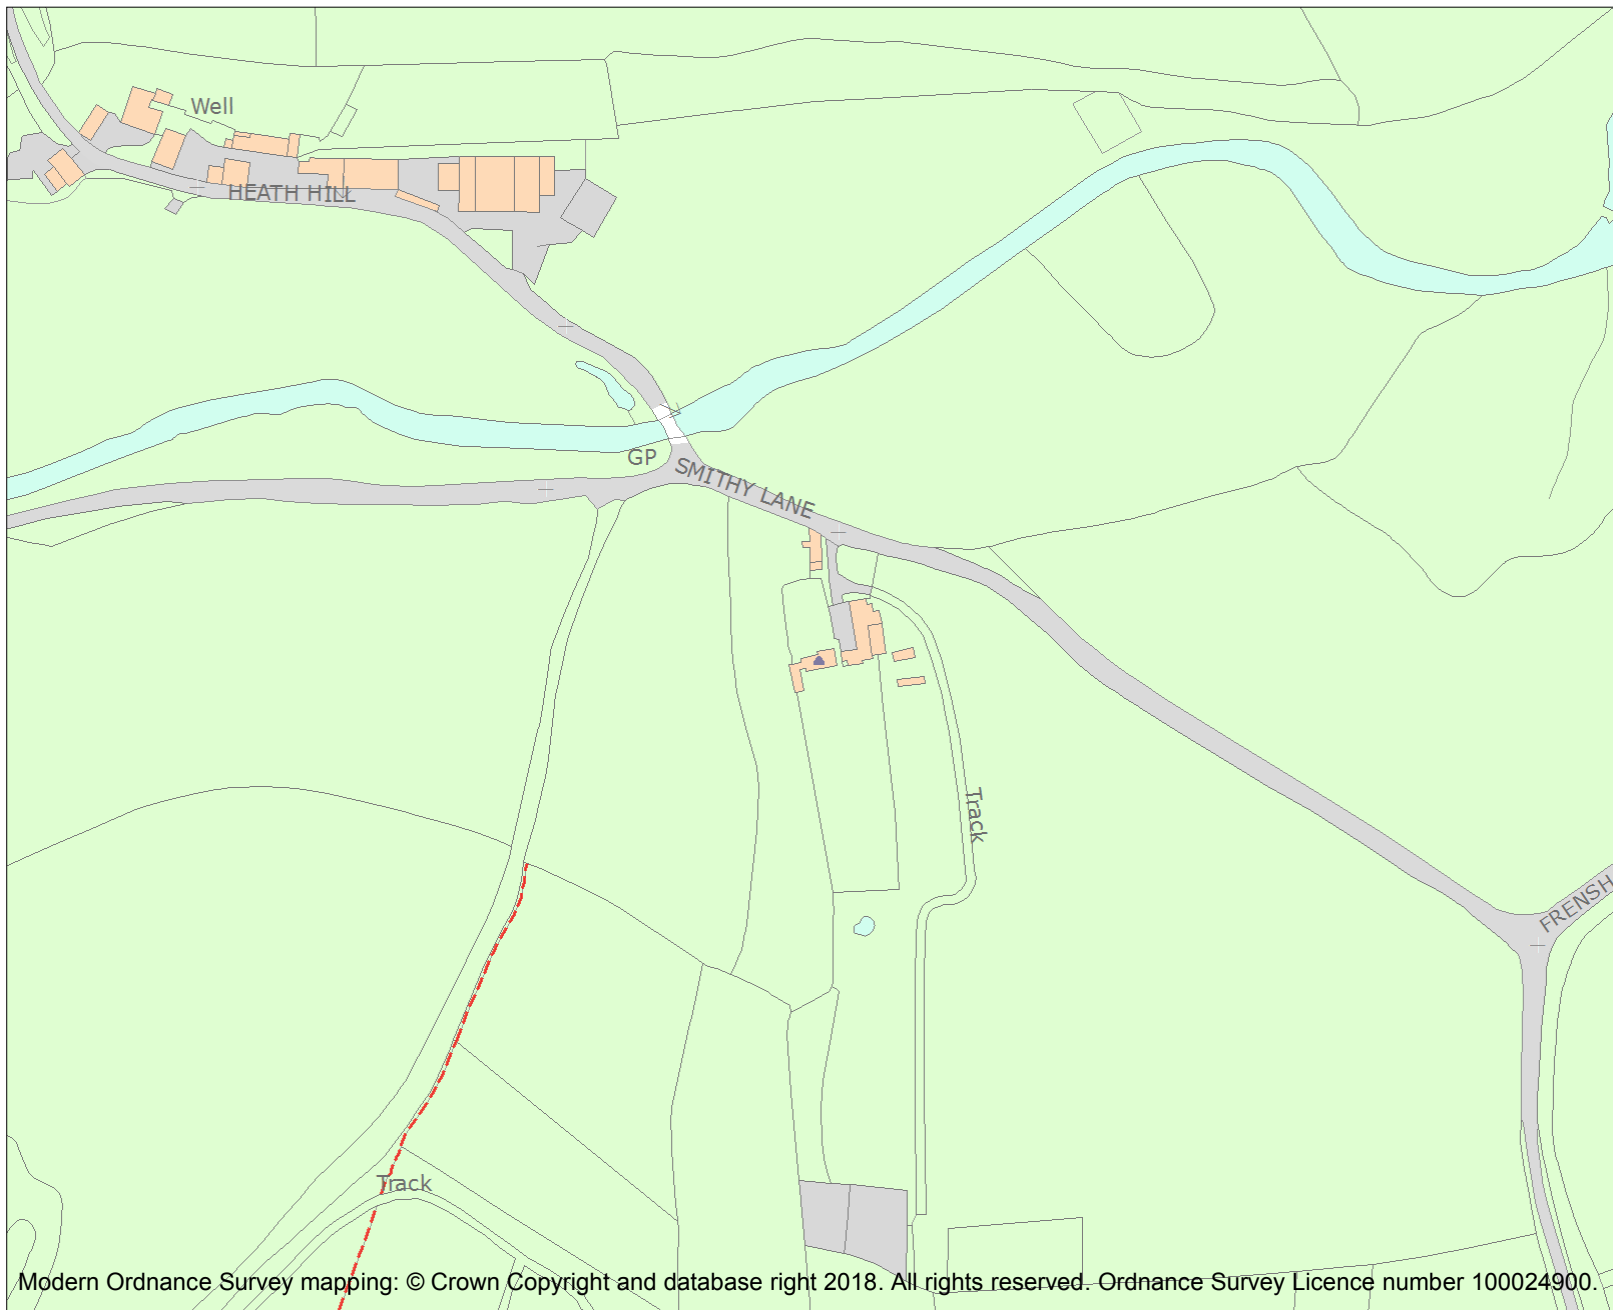 Well
HEATH HILL
GP
SMITHY LANE
Track
FRENSH
Track
Modern Ordnance Survey mapping: © Crown Copyright and database right 2018. All rights reserved. Ordnance Survey Licence number 100024900.